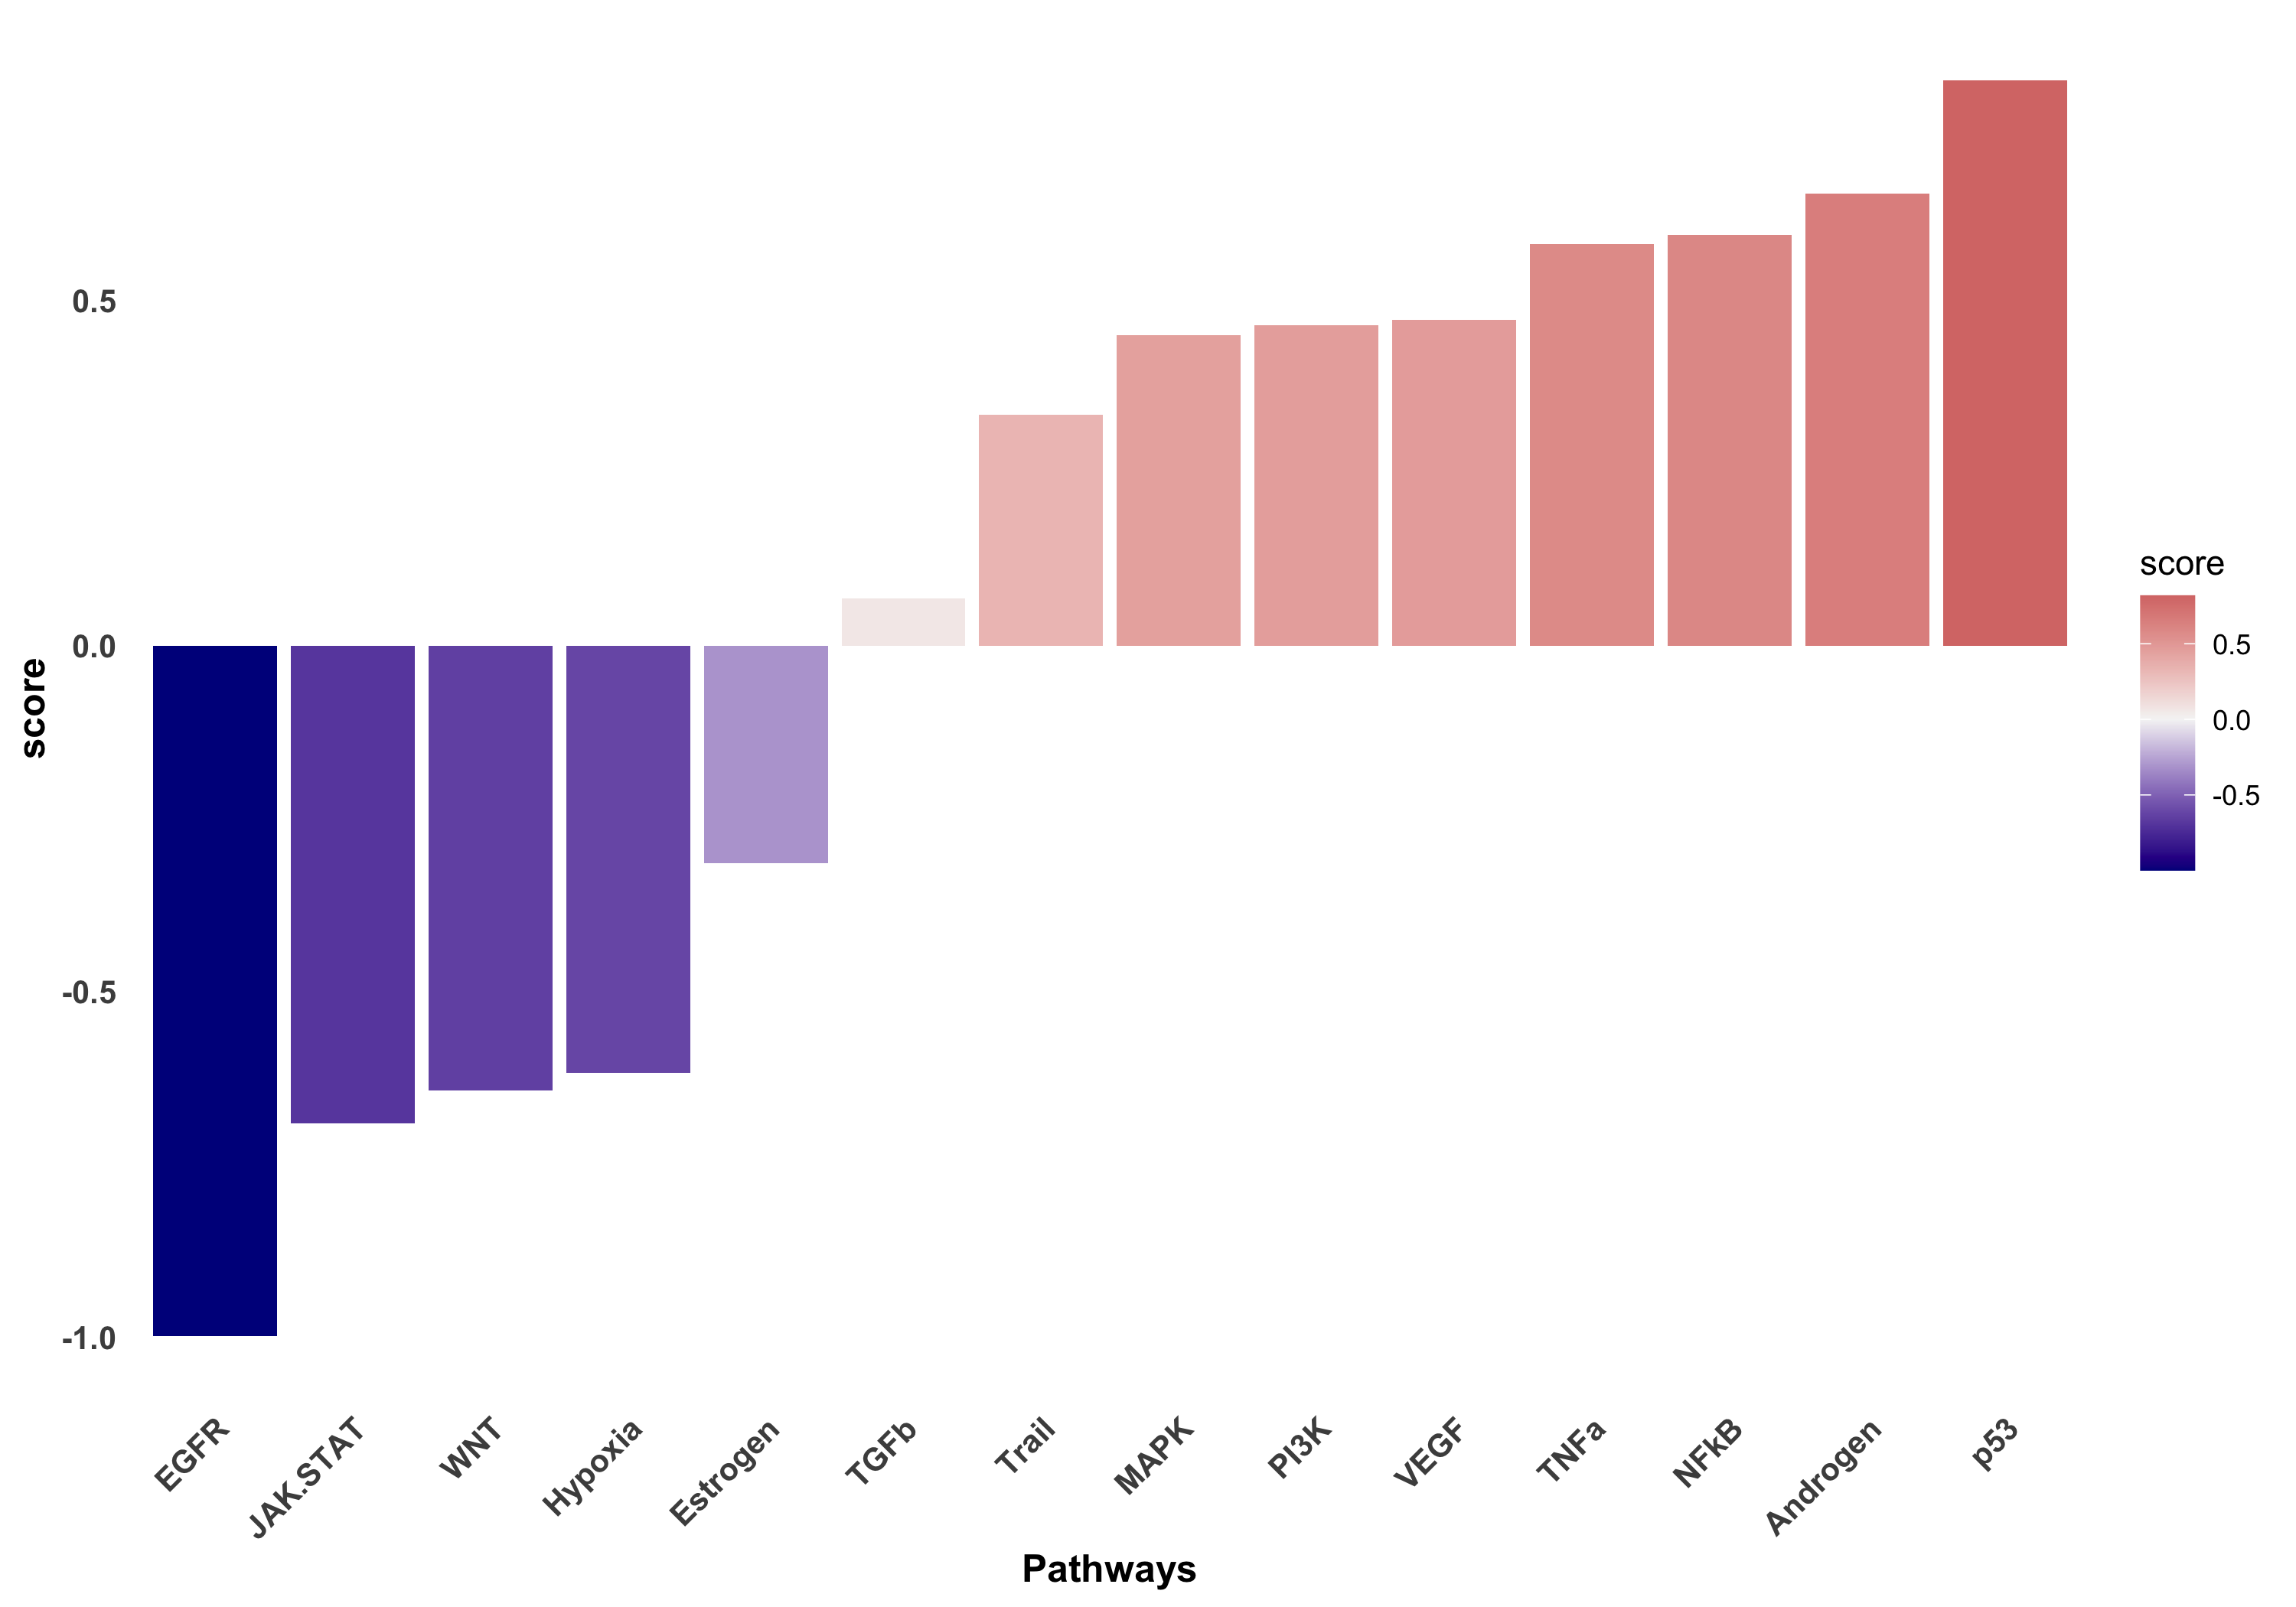 0.5
0.0
-0.5
-1.0
score
EGFR
JAK.STAT
WNT
Hypoxia
Estrogen
TGFb
Trail
MAPK
PI3K
VEGF
TNFa
NFkB
Androgen
p53
Pathways
score
0.5
0.0
-0.5